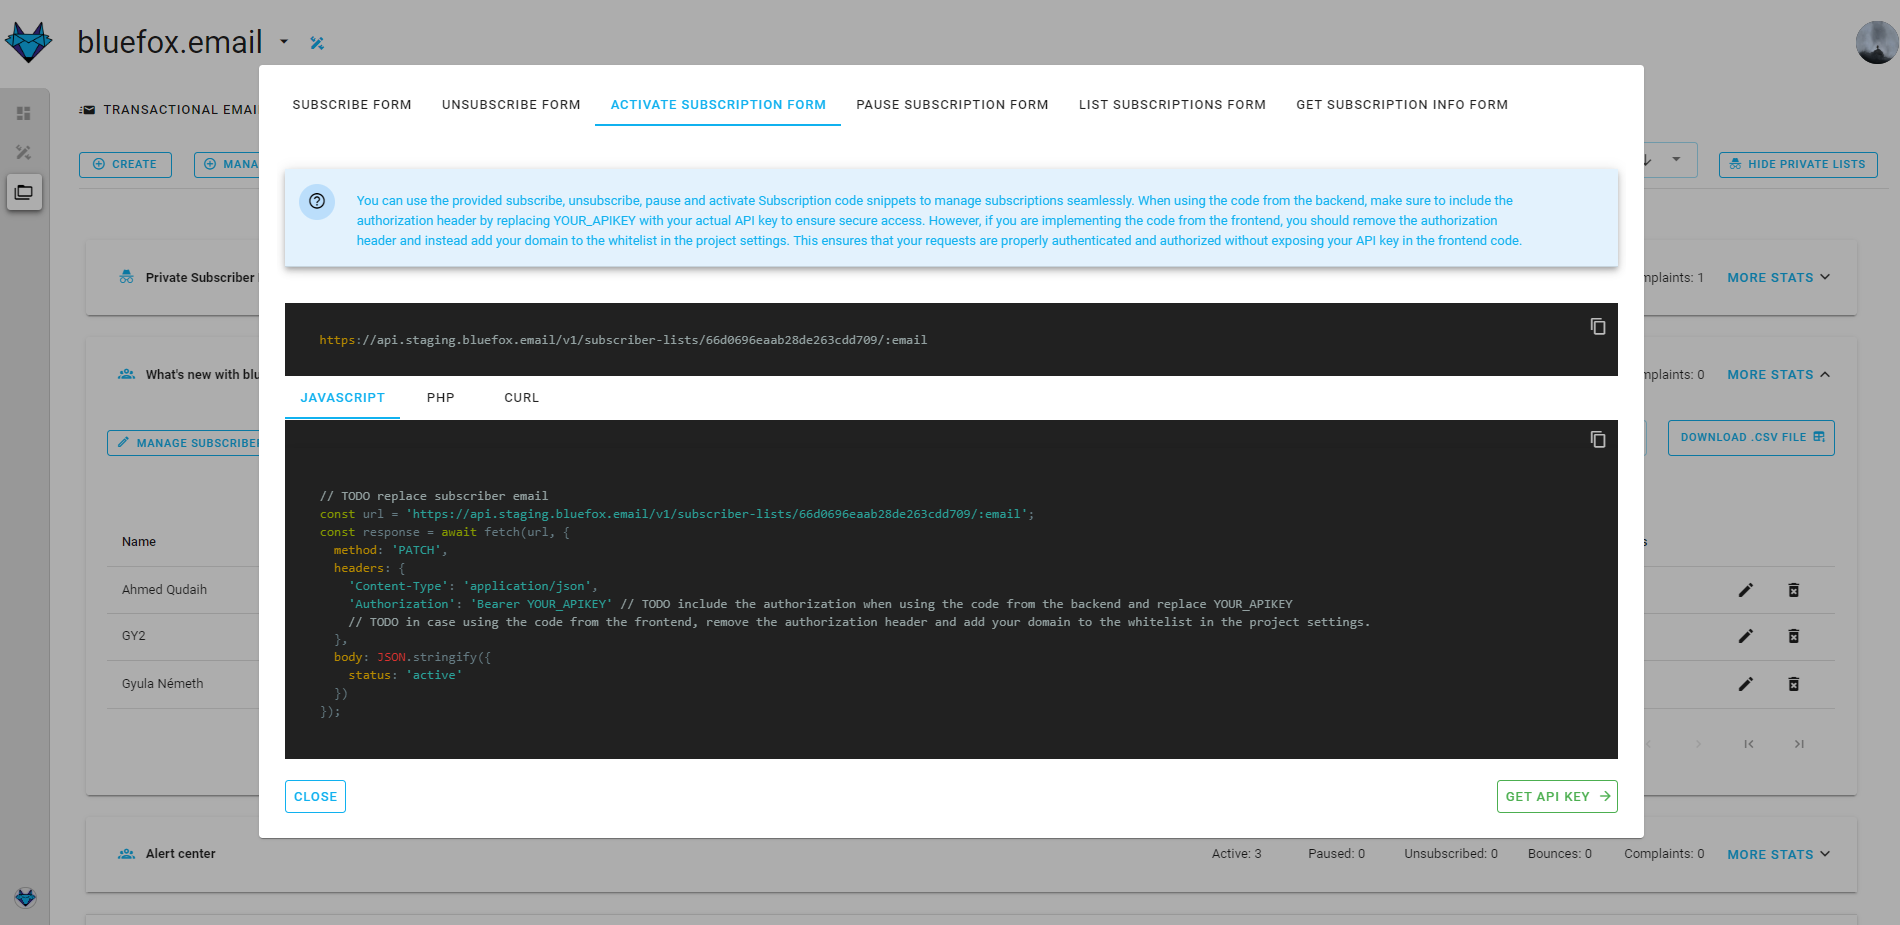 bluefox.email
TRANSACTIONAL EMAI
CREATE
MANA
HIDE PRIVATE LISTS
SUBSCRIBE FORM
UNSUBSCRIBE FORM
ACTIVATE SUBSCRIPTION FORM
PAUSE SUBSCRIPTION FORM
LIST SUBSCRIPTIONS FORM
GET SUBSCRIPTION INFO FORM
You can use the provided subscribe, unsubscribe, pause and activate Subscription code snippets to manage subscriptions seamlessly. When using the code from the backend, make sure to include the
authorization header by replacing YOUR_APIKEY with your actual API key to ensure secure access. However, if you are implementing the code from the frontend, you should remove the authorization
header and instead add your domain to the whitelist in the project settings. This ensures that your requests are properly authenticated and authorized without exposing your API key in the frontend code.
Private Subscriber
mplaints: 1
MORE STATS
https://api.staging.bluefox.email/v1/subscriber-lists/66d0696eaab28de263cdd709/:email
What's new with blu
mplaints: 0
MORE STATS
JAVASCRIPT
PHP
CURL
MANAGE SUBSCRIBER
DOWNLOAD .CSV FILE
// TODO replace subscriber email
const url = 'https://api.staging.bluefox.email/v1/subscriber-lists/66d0696eaab28de263cdd709/:email';
const response = await fetch(url, {
method: 'PATCH',
headers: {
'Content-Type': 'application/json',
'Authorization': 'Bearer YOUR_APIKEY' // TODO include the authorization when using the code from the backend and replace YOUR_APIKEY
// TODO in case using the code from the frontend, remove the authorization header and add your domain to the whitelist in the project settings.
},
body: JSON.stringify({
status: 'active'
})
});
Name
s
Ahmed Qudaih
GY2
Gyula Németh
CLOSE
GET API KEY
Alert center
Active: 3
Paused: 0
Unsubscribed: 0
Bounces: 0
Complaints: 0
MORE STATS